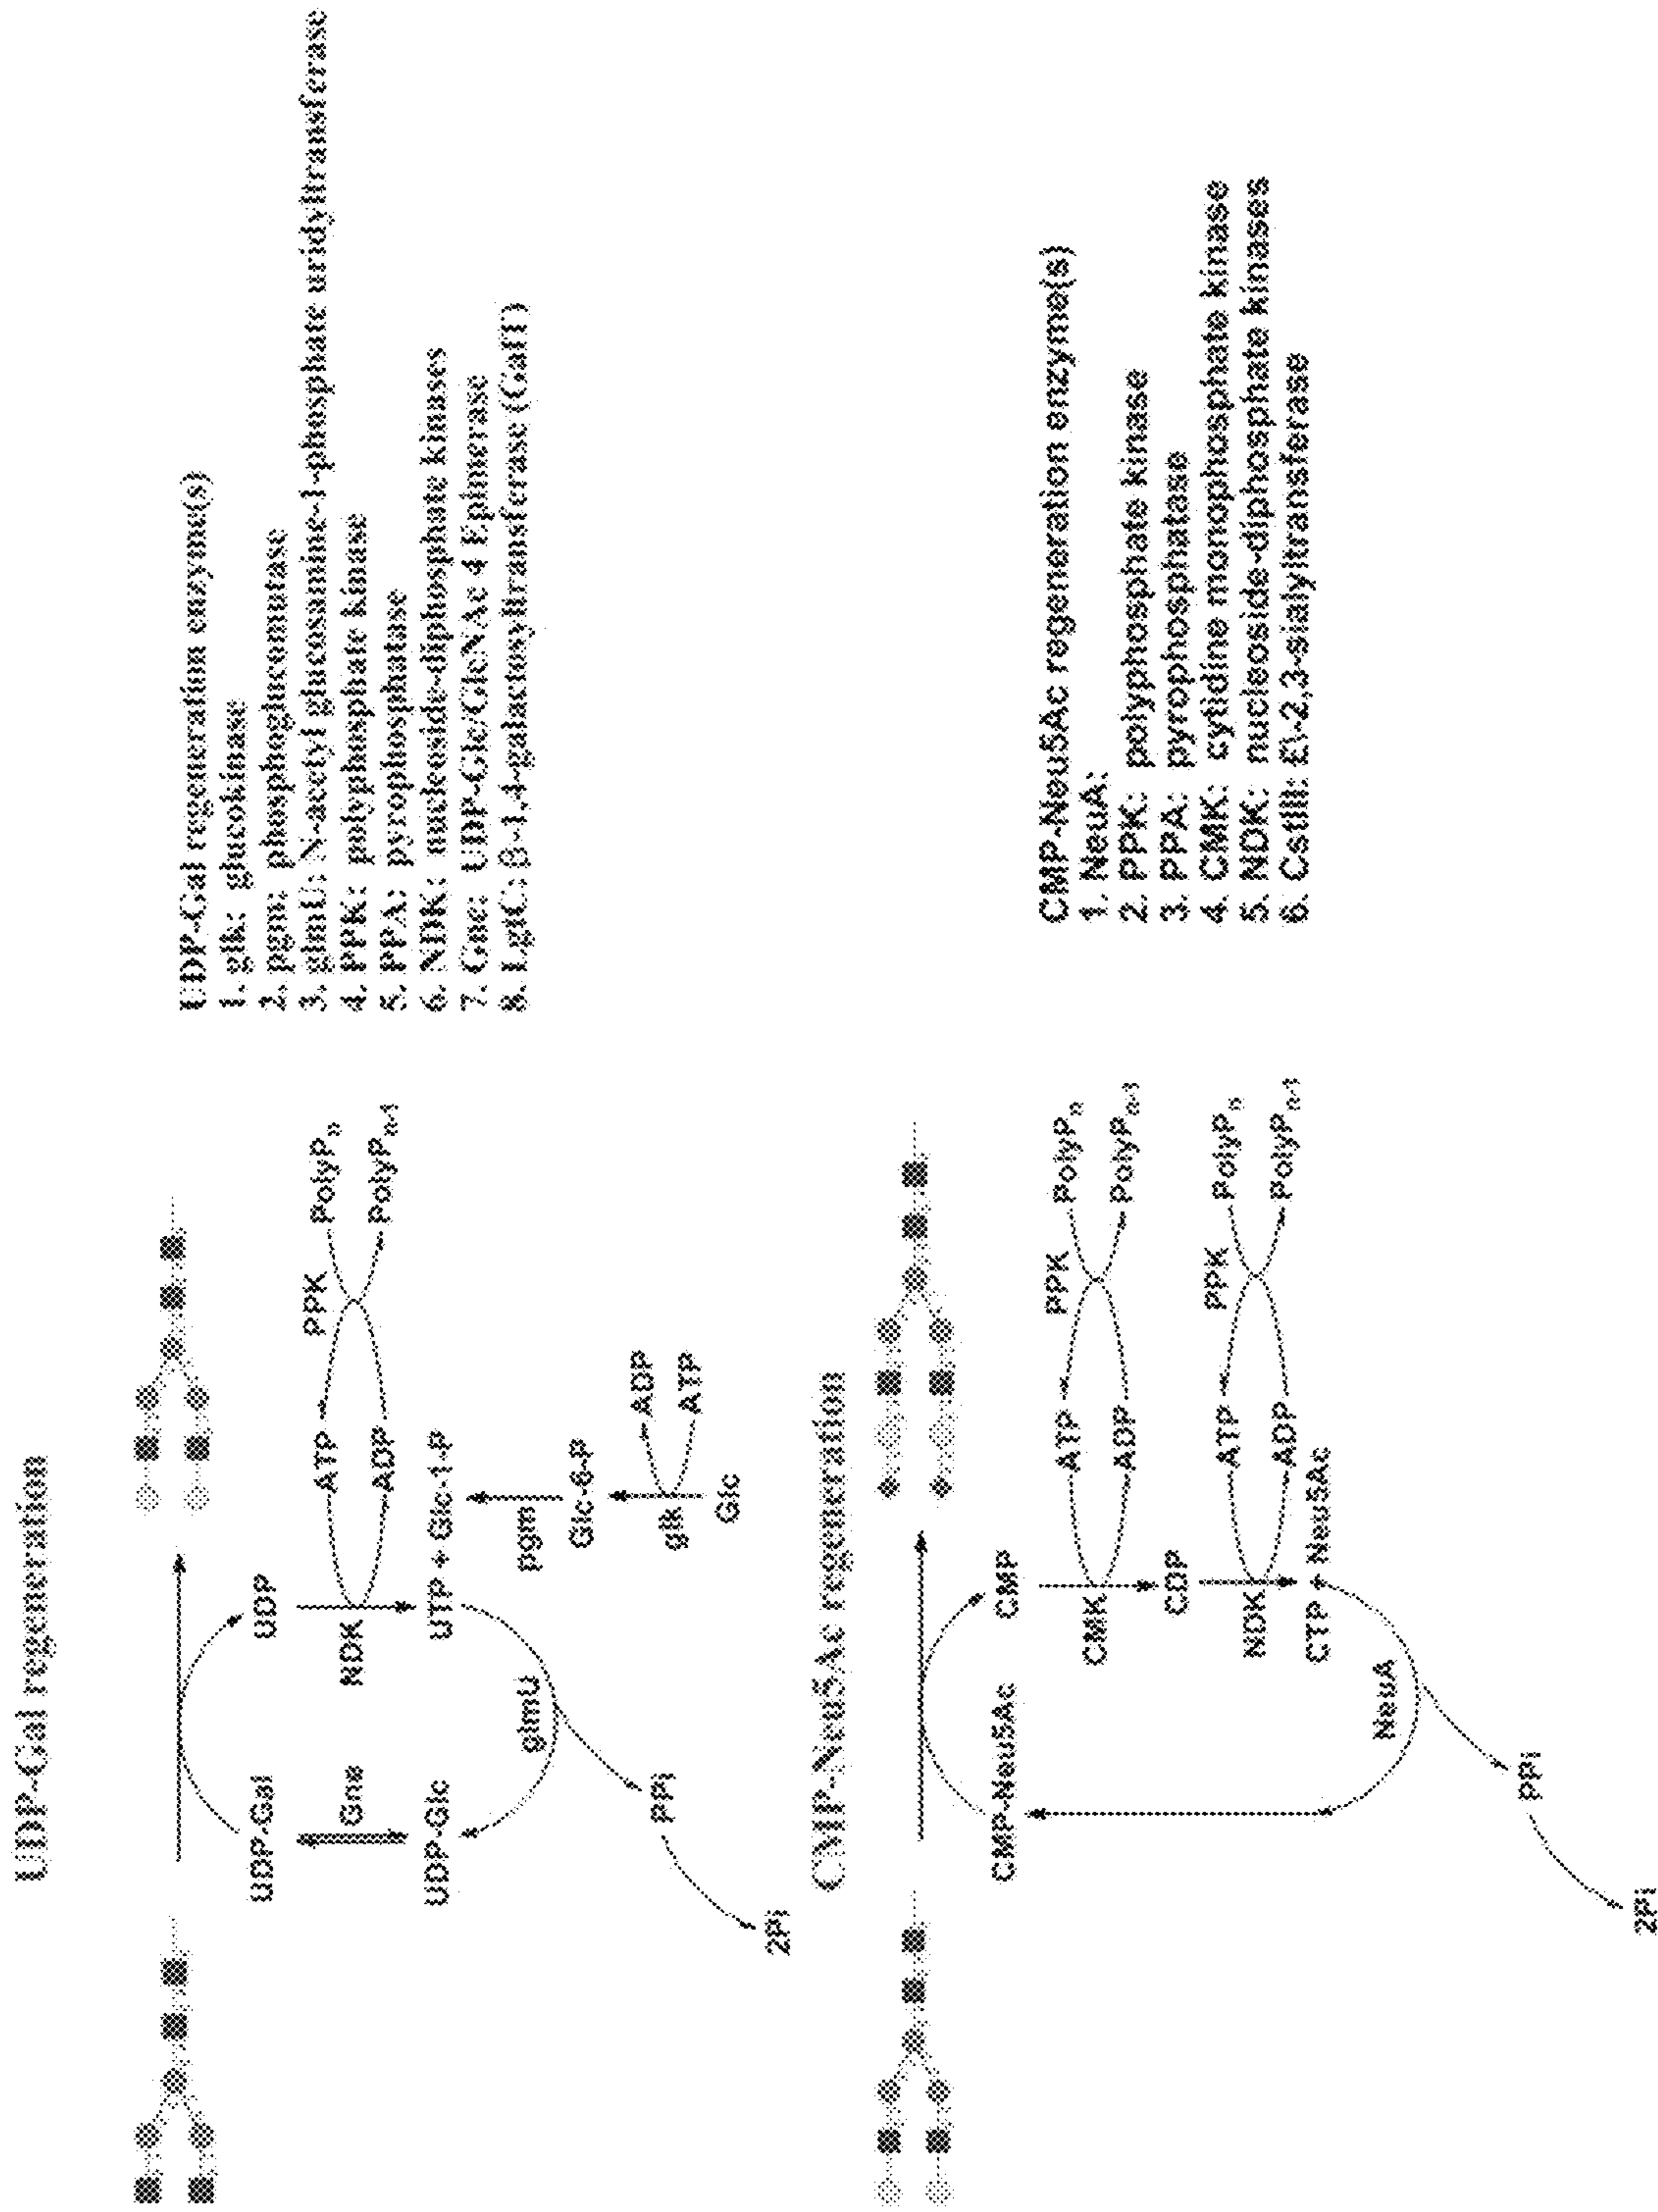 UDP-Gal regeneration
UDP-Gal
UDP
Gne
NDK
ATP
ADP
PPK
PolyPn
PolyPn-1
UDP-Glc
UTP + Glc-1-P
glmU
pgm
Glc-6-P
PPi
glk
ADP
ATP
Glc
2Pi
UDP-Gal regeneration enzyme(s)
1. glk: glucokinase
2. pgm: phosphoglucomutase
3. glmU: N-acetyl glucosamine-1-phosphate uridyltransferase
4. PPK: polyphosphate kinase
5. PPA: pyrophosphatase
6. NDK: nucleoside-diphosphate kinases
7. Gne: UDP-Glc/GlcNAc 4 Epimerase
8. LgtC: β-1,4-galactosyltransferase (GalT)
CMP-Neu5Ac regeneration
CMP-Neu5Ac
CMP
CMK
ATP
ADP
PPK
PolyPn
PolyPn-1
CDP
NDK
ATP
ADP
PPK
PolyPn
PolyPn-1
CTP + Neu5Ac
NeuA
PPi
2Pi
CMP-Neu5Ac regeneration enzyme(s)
1. NeuA:
2. PPK: polyphosphate kinase
3. PPA: pyrophosphatase
4. CMK: cytidine monophosphate kinase
5. NDK: nucleoside-diphosphate kinases
6. CstIII: E\-2,3-sialyltransferase